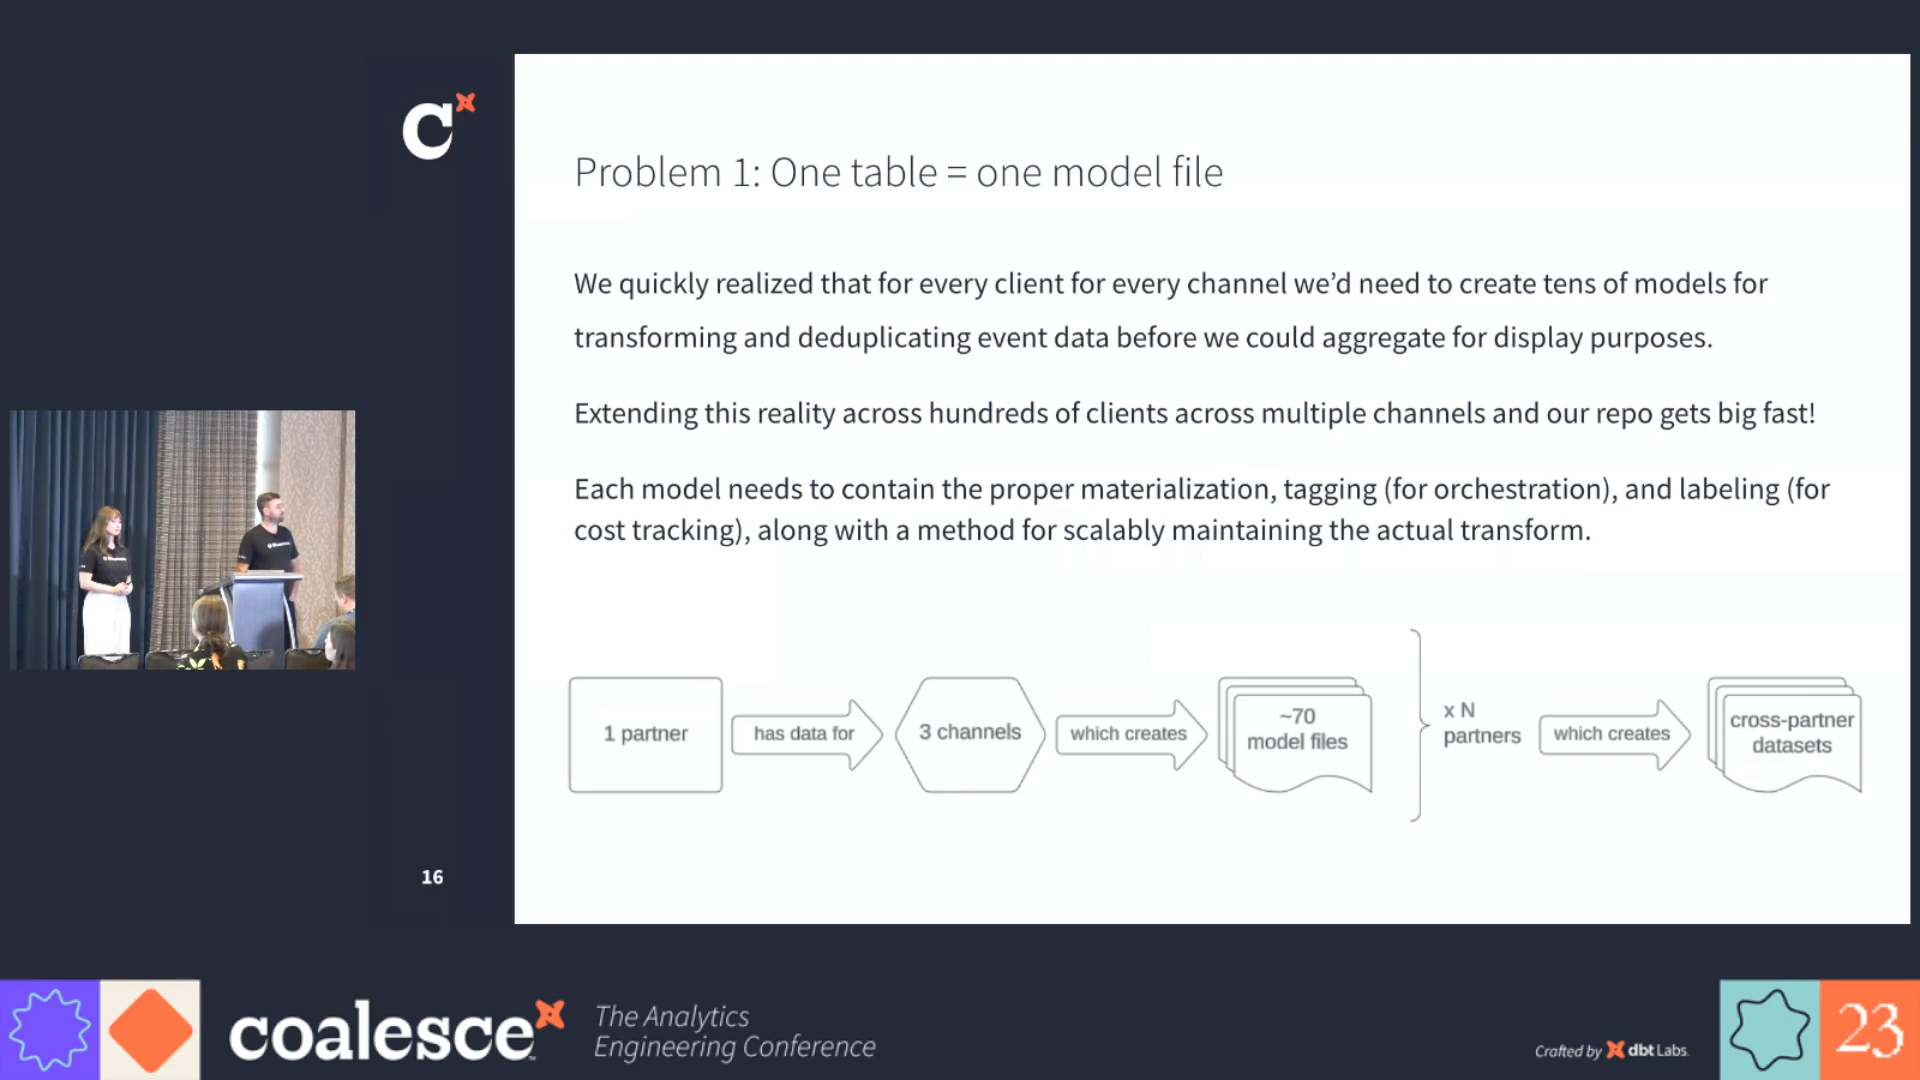 C
Problem 1: One table = one model file
We quickly realized that for every client for every channel we’d need to create tens of models for
transforming and deduplicating event data before we could aggregate for display purposes.
Extending this reality across hundreds of clients across multiple channels and our repo gets big fast!
Each model needs to contain the proper materialization, tagging (for orchestration), and labeling (for
cost tracking), along with a method for scalably maintaining the actual transform.
1 partner
has data for
3 channels
which creates
~70
model files
x N
partners
which creates
cross-partner
datasets
16
coalesce
The Analytics
Engineering Conference
Crafted by dbt Labs
23